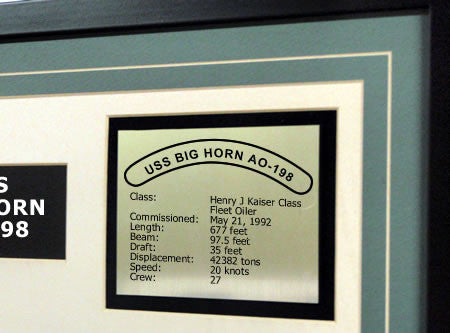 USS BIG HORN AO-198
Class: Henry J Kaiser Class
Fleet Oiler
Commissioned: May 21, 1992
Length: 677 feet
Beam: 97.5 feet
Draft: 35 feet
Displacement: 42382 tons
Speed: 20 knots
Crew: 27
S
ORN
98